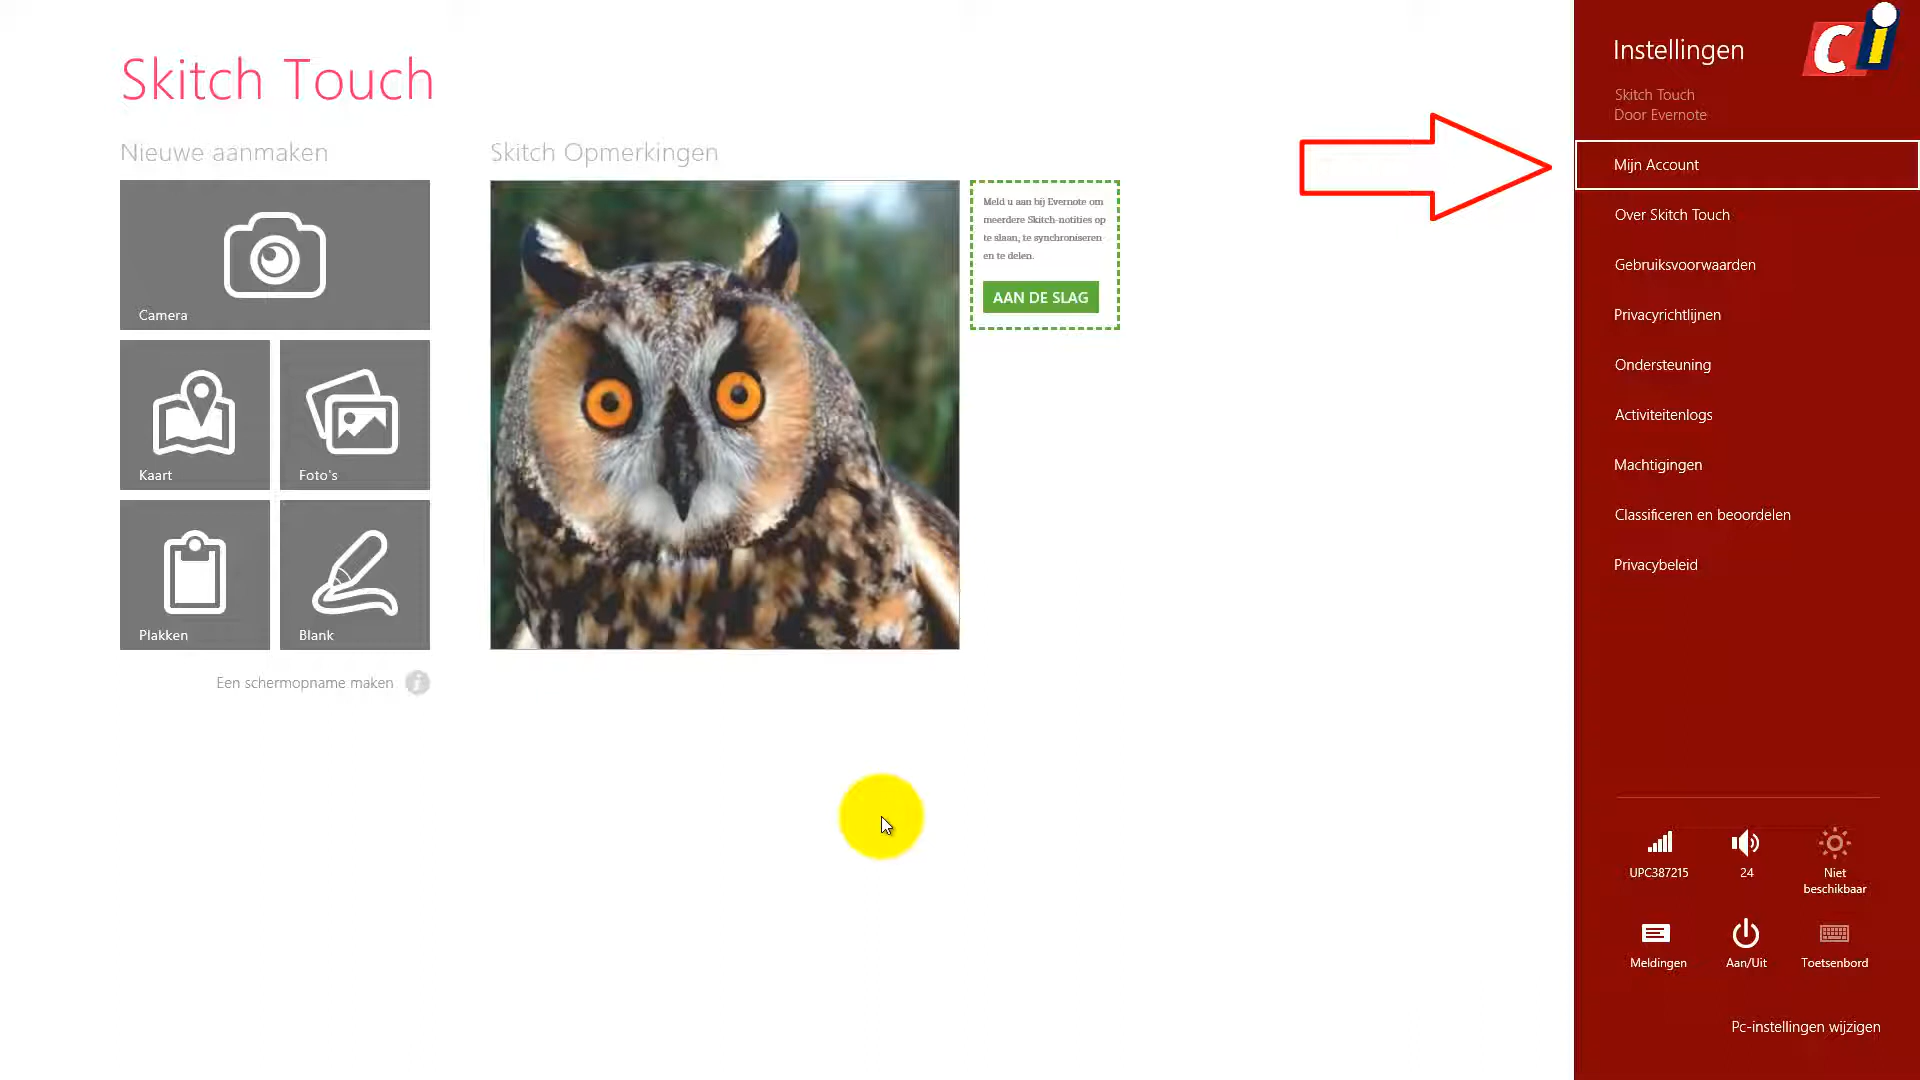 Skitch Touch
Nieuwe aanmaken
Camera
Kaart
Foto's
Plakken
Blank
Een schermopname maken
i
Skitch Opmerkingen
Meld u aan bij Evernote om
meerdere Skitch-notities op
te slaan, te synchroniseren
en te delen.
AAN DE SLAG
Instellingen
ci
Skitch Touch
Door Evernote
Mijn Account
Over Skitch Touch
Gebruiksvoorwaarden
Privacyrichtlijnen
Ondersteuning
Activiteitenlogs
Machtigingen
Classificeren en beoordelen
Privacybeleid
UPC387215
24
Niet
beschikbaar
Meldingen
Aan/Uit
Toetsenbord
Pc-instellingen wijzigen